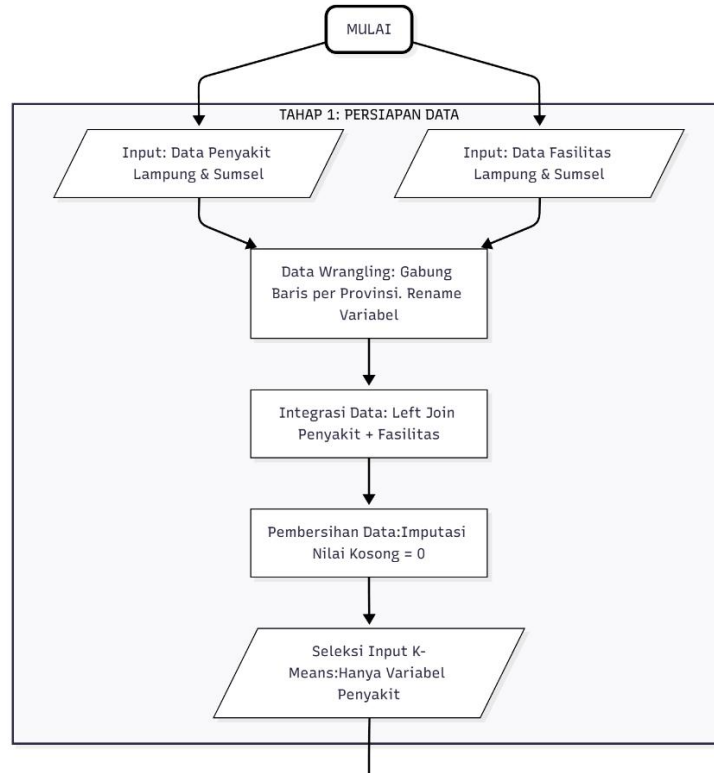 MULAI
TAHAP 1: PERSIAPAN DATA
Input: Data Penyakit
Lampung & Sumsel
Input: Data Fasilitas
Lampung & Sumsel
Data Wrangling: Gabung
Baris per Provinsi. Rename
Variabel
Integrasi Data: Left Join
Penyakit + Fasilitas
Pembersihan Data:Imputasi
Nilai Kosong = 0
Seleksi Input K-
Means:Hanya Variabel
Penyakit